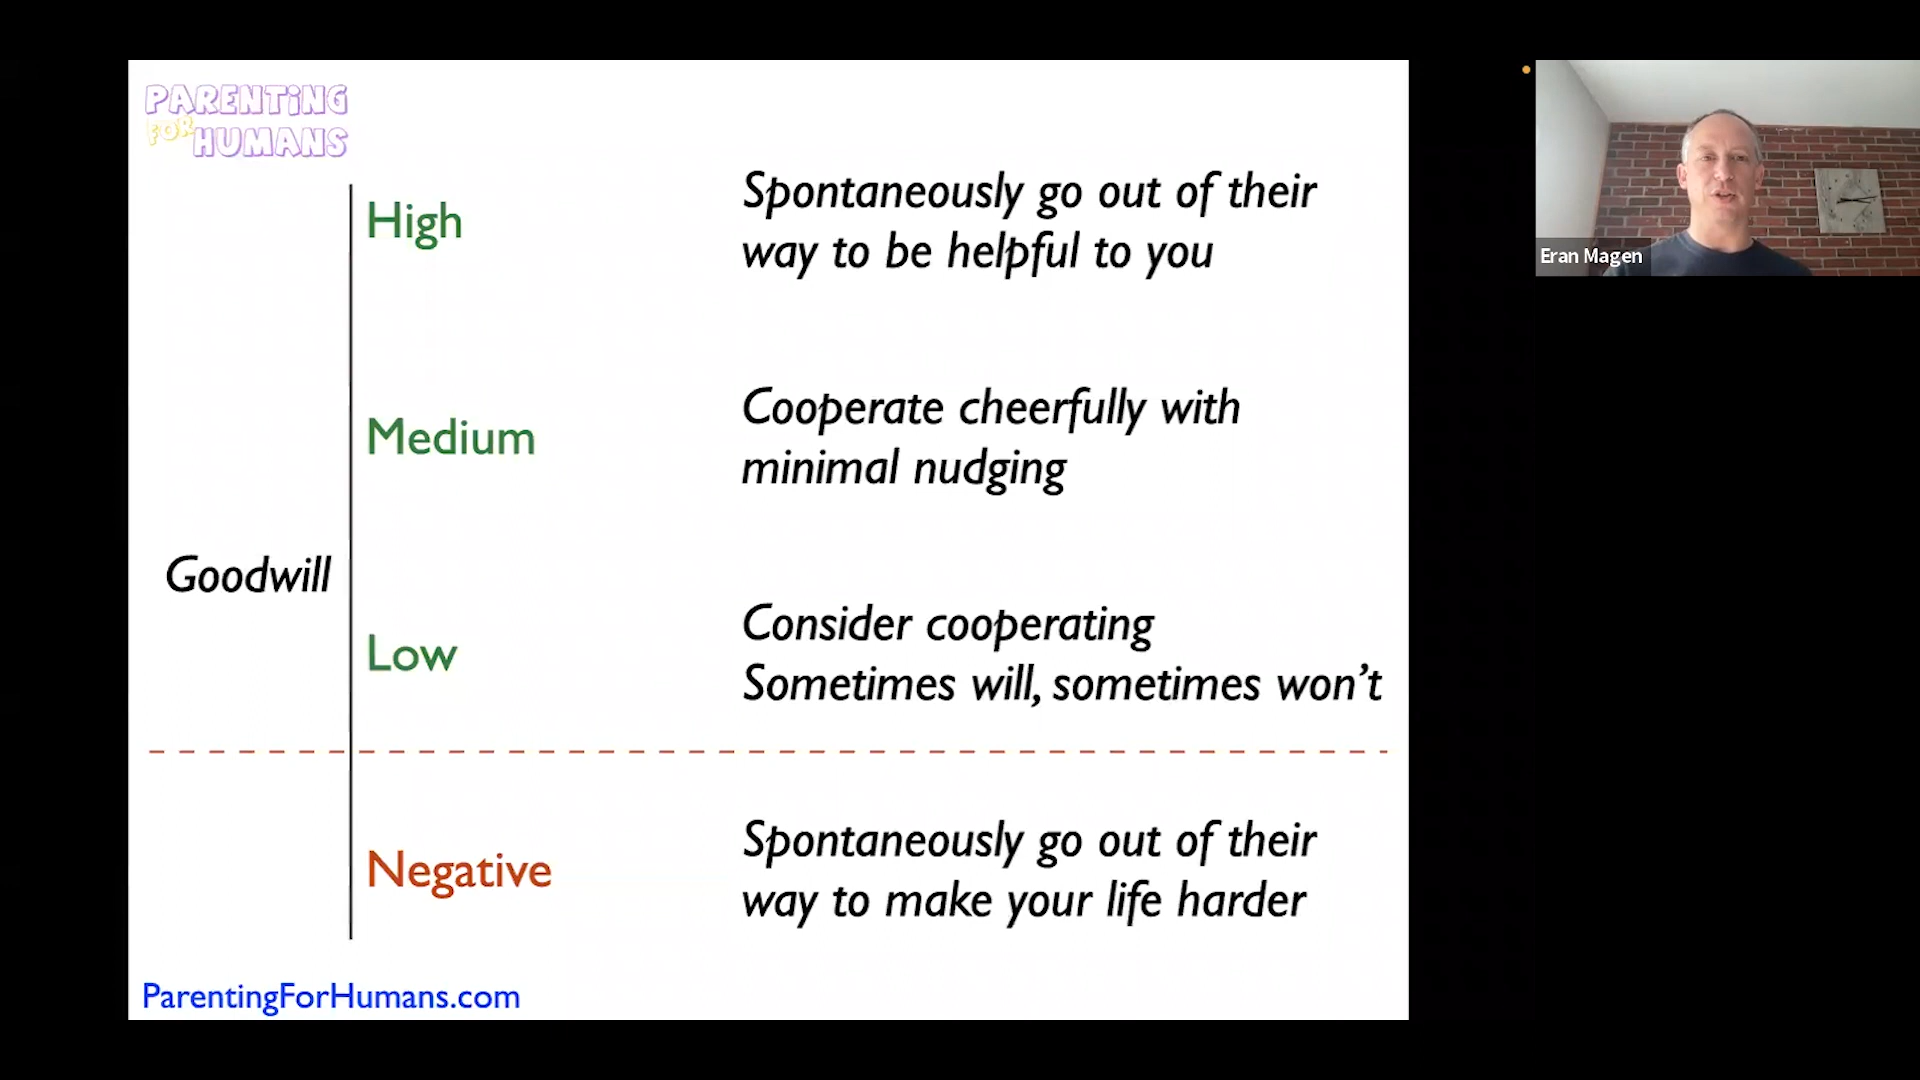 PARENTING
FOR HUMANS
High
Spontaneously go out of their
way to be helpful to you
Medium
Cooperate cheerfully with
minimal nudging
Goodwill
Low
Consider cooperating
Sometimes will, sometimes won’t
Negative
Spontaneously go out of their
way to make your life harder
ParentingForHumans.com
Eran Magen